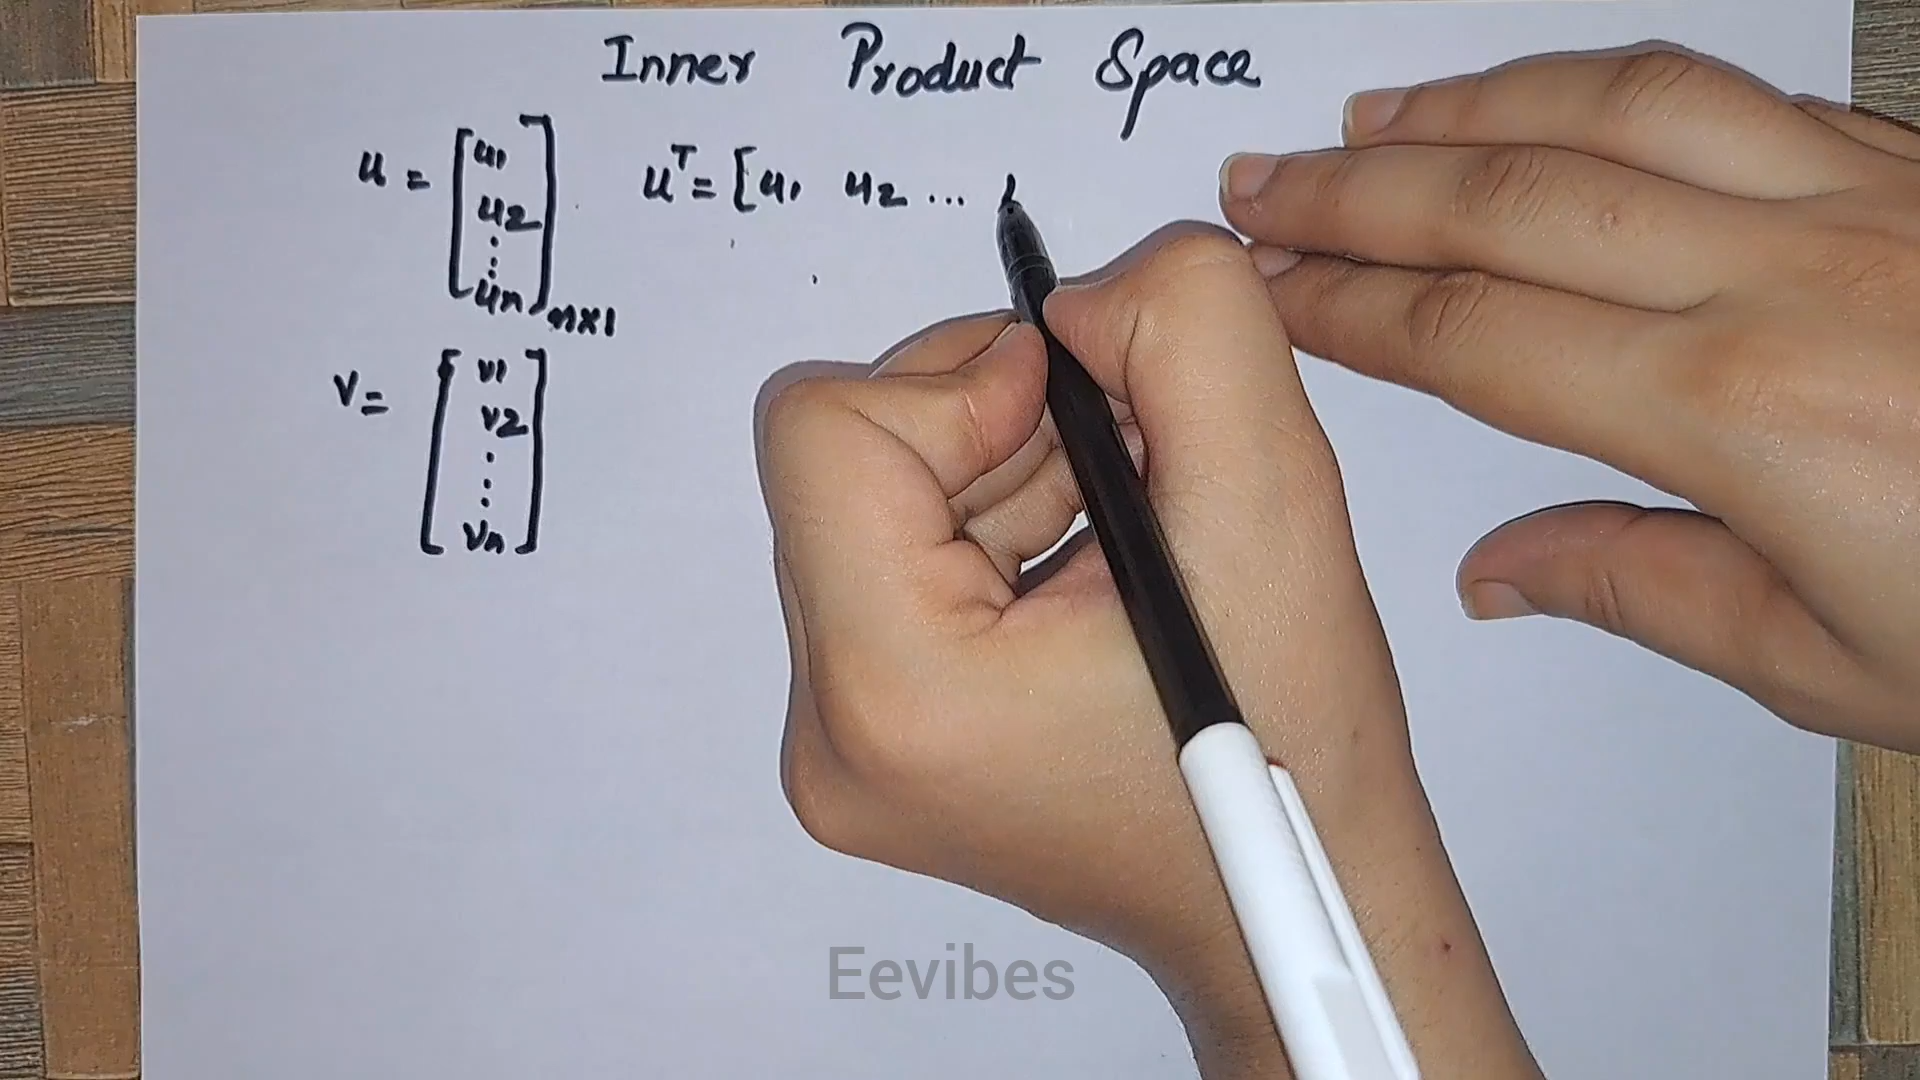 Inner Product Space
u = [u1 u2 ⋮ un] n×1
uᵀ = [u1 u2 ...
v = [v1 v2 ⋮ vn]
Eevibes